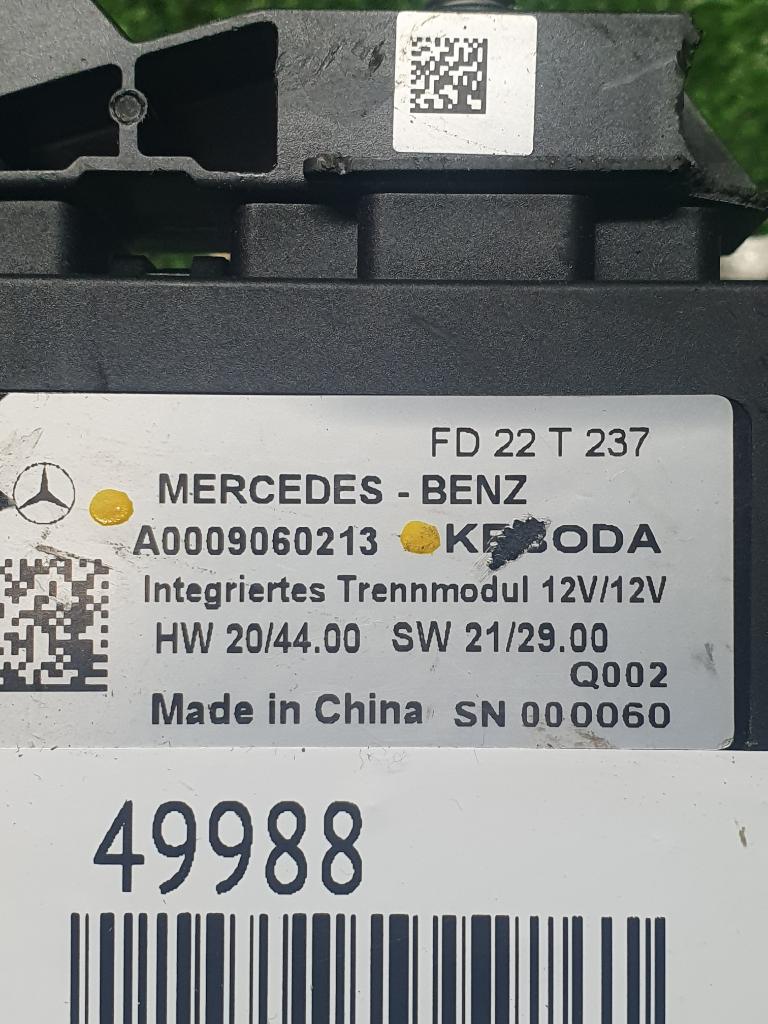 FD 22 T 237
MERCEDES - BENZ
A0009060213
Integriertes Trennmodul 12V/12V
HW 20/44.00 SW 21/29.00
Q002
Made in China SN 000060
49988